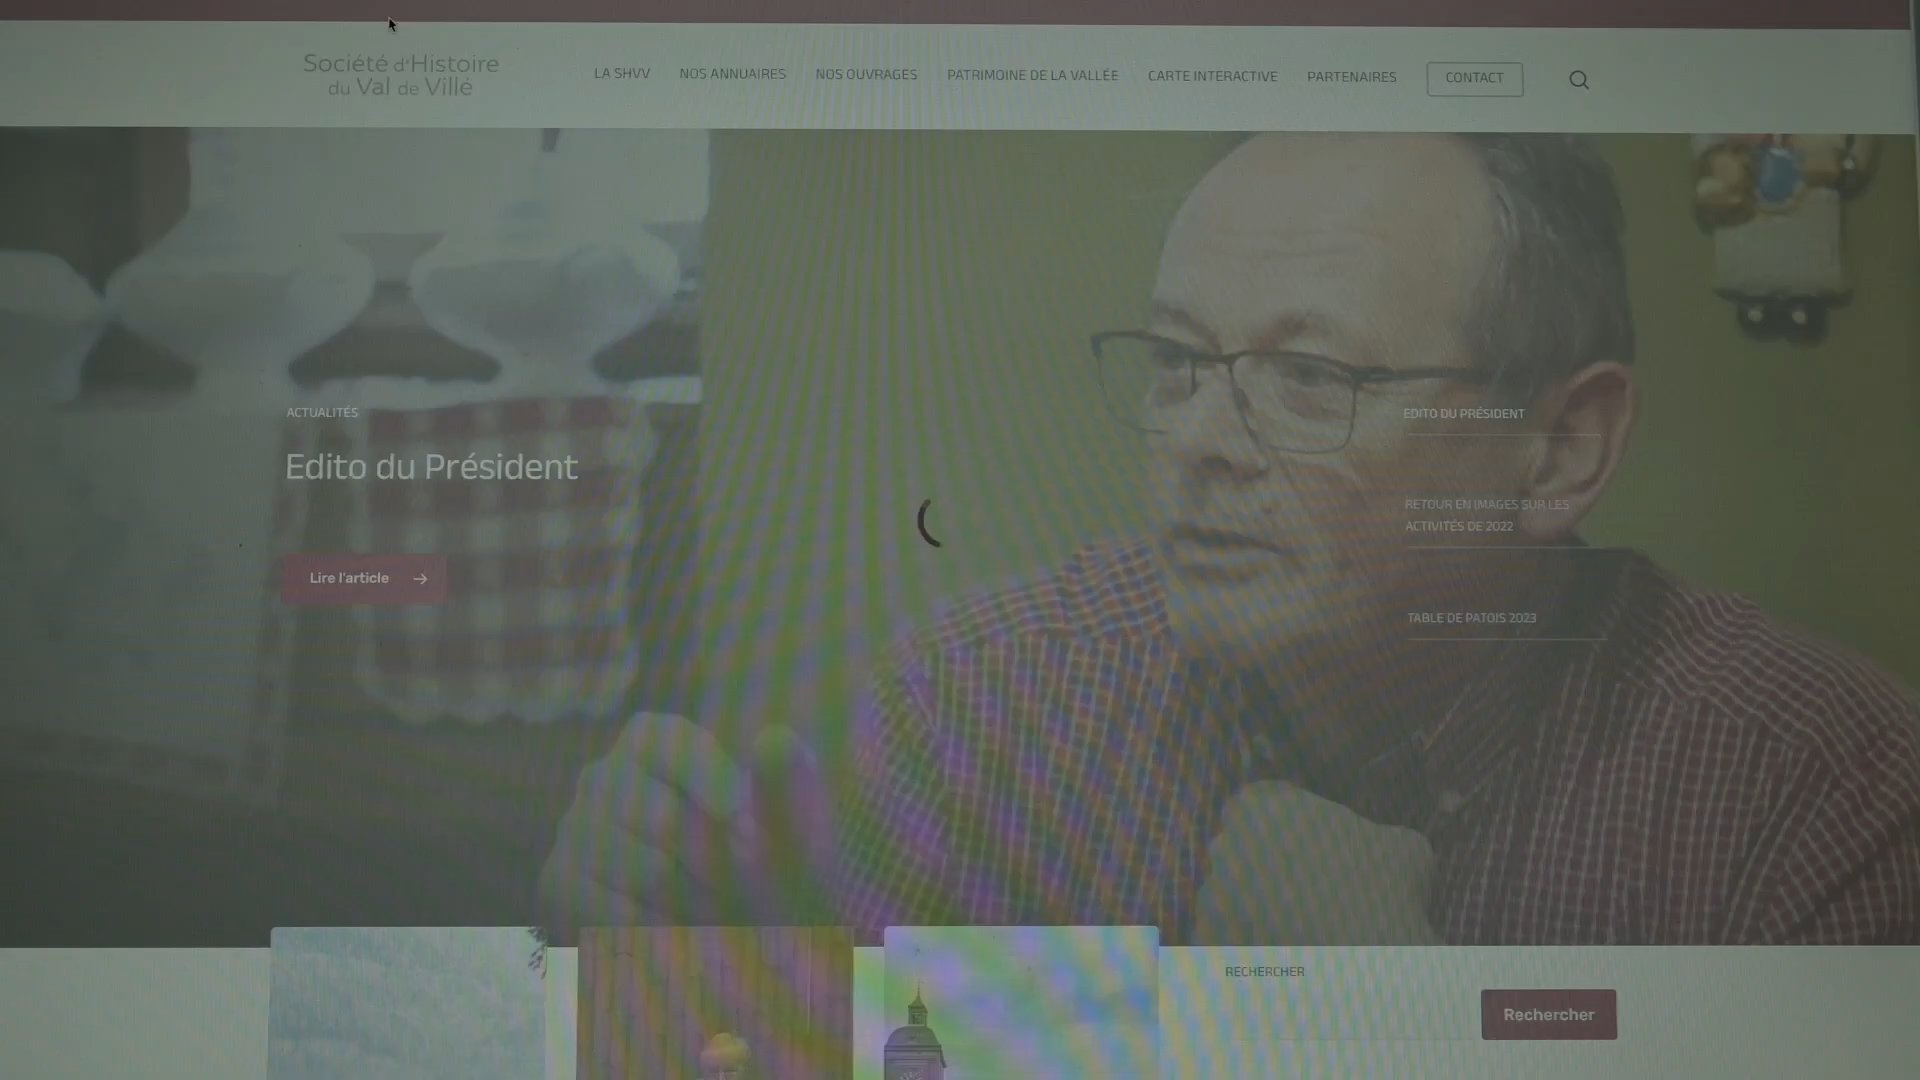 Société d'Histoire
du Val de Villé
LA SHVV
NOS ANNUAIRES
NOS OUVRAGES
PATRIMOINE DE LA VALLÉE
CARTE INTERACTIVE
PARTENAIRES
CONTACT
ACTUALITÉS
Edito du Président
Lire l'article
EDITO DU PRÉSIDENT
RETOUR EN IMAGES SUR LES
ACTIVITÉS DE 2022
TABLE DE PATOIS 2023
RECHERCHER
Rechercher